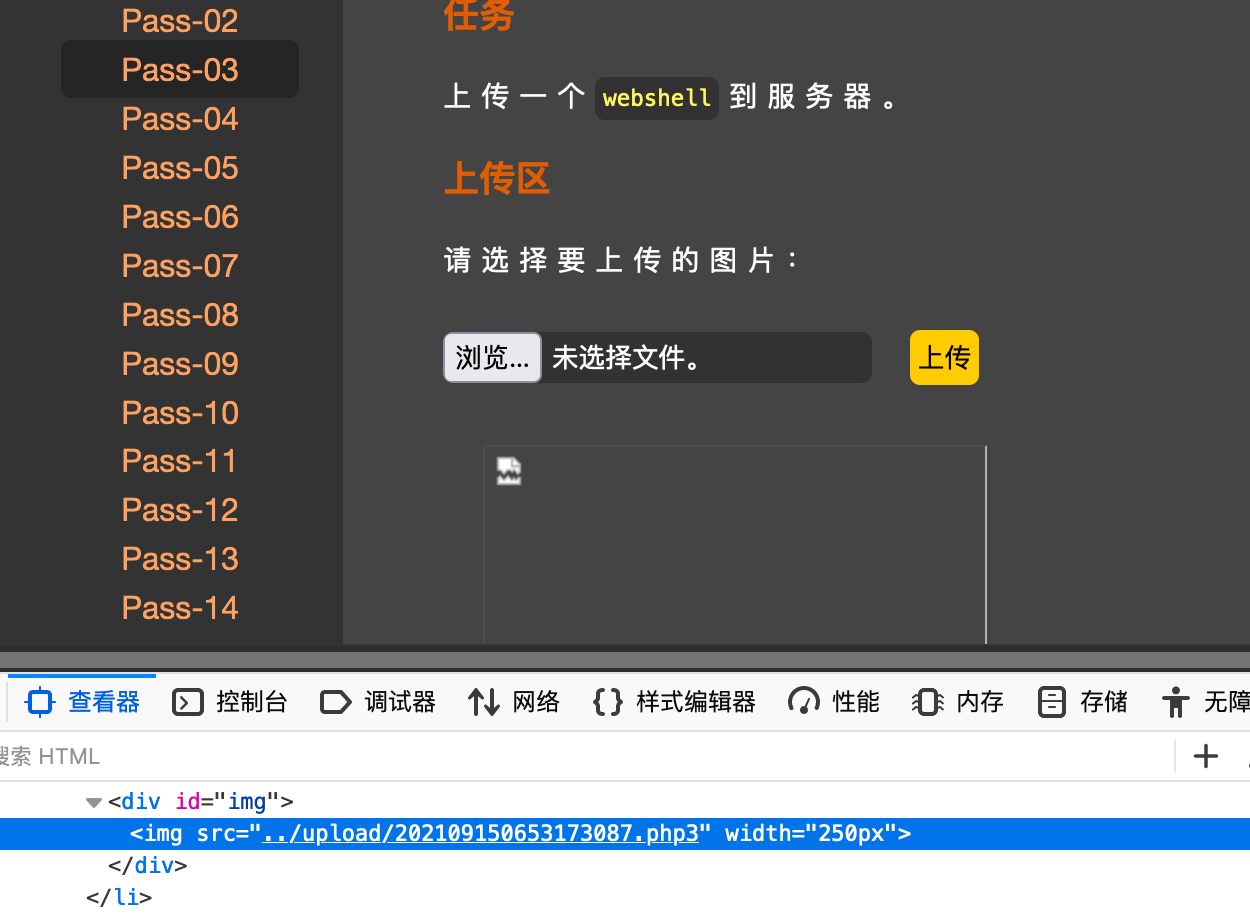 Pass-02
Pass-03
Pass-04
Pass-05
Pass-06
Pass-07
Pass-08
Pass-09
Pass-10
Pass-11
Pass-12
Pass-13
Pass-14
任务
上传一个 webshell 到服务器。
上传区
请选择要上传的图片：
浏览... 未选择文件。 上传
查看器 控制台 调试器 网络 {} 样式编辑器 性能 内存 存储 无障
搜索 HTML +
<div id="img">
<img src="../upload/202109150653173087.php3" width="250px">
</div>
</li>